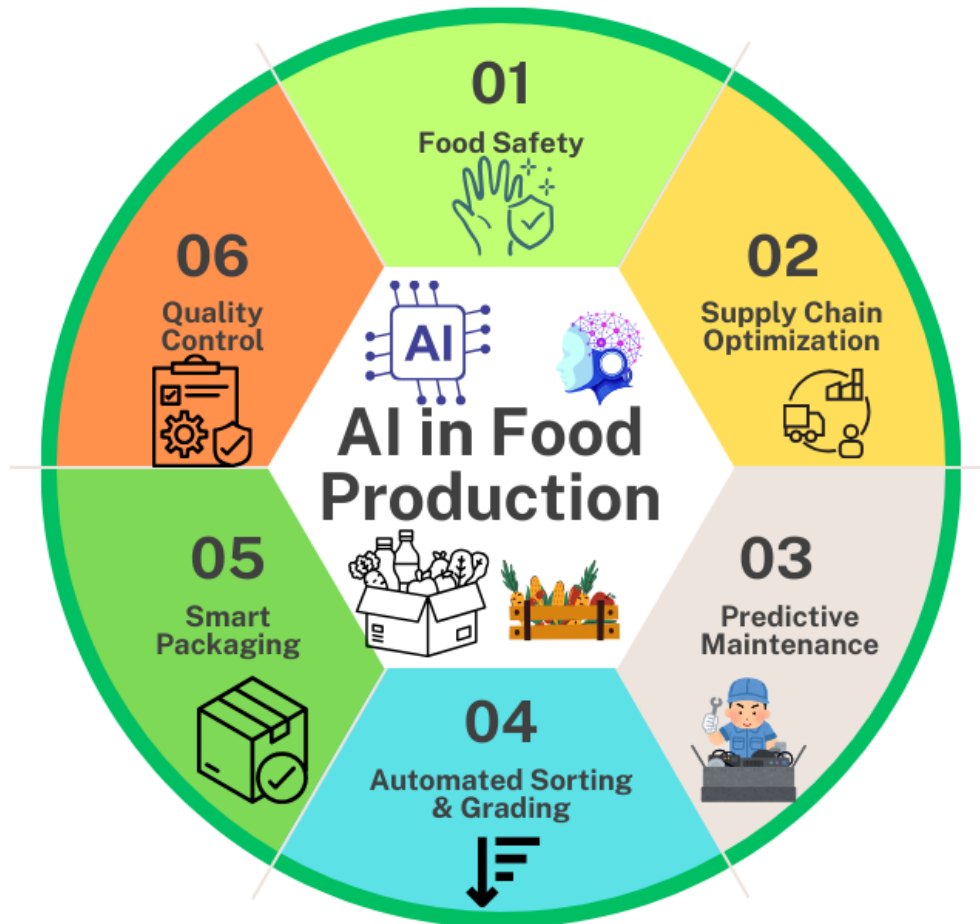 01
Food Safety
02
Supply Chain
Optimization
03
Predictive
Maintenance
04
Automated Sorting
& Grading
05
Smart
Packaging
06
Quality
Control
AI
AI in Food
Production